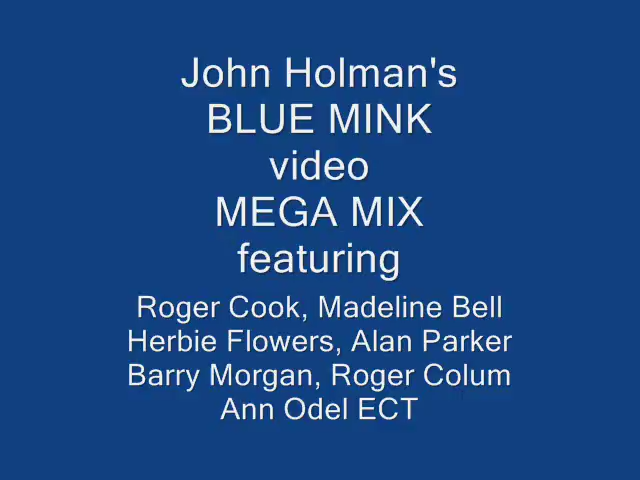 John Holman's
BLUE MINK
video
MEGA MIX
featuring
Roger Cook, Madeline Bell
Herbie Flowers, Alan Parker
Barry Morgan, Roger Colum
Ann Odel ECT